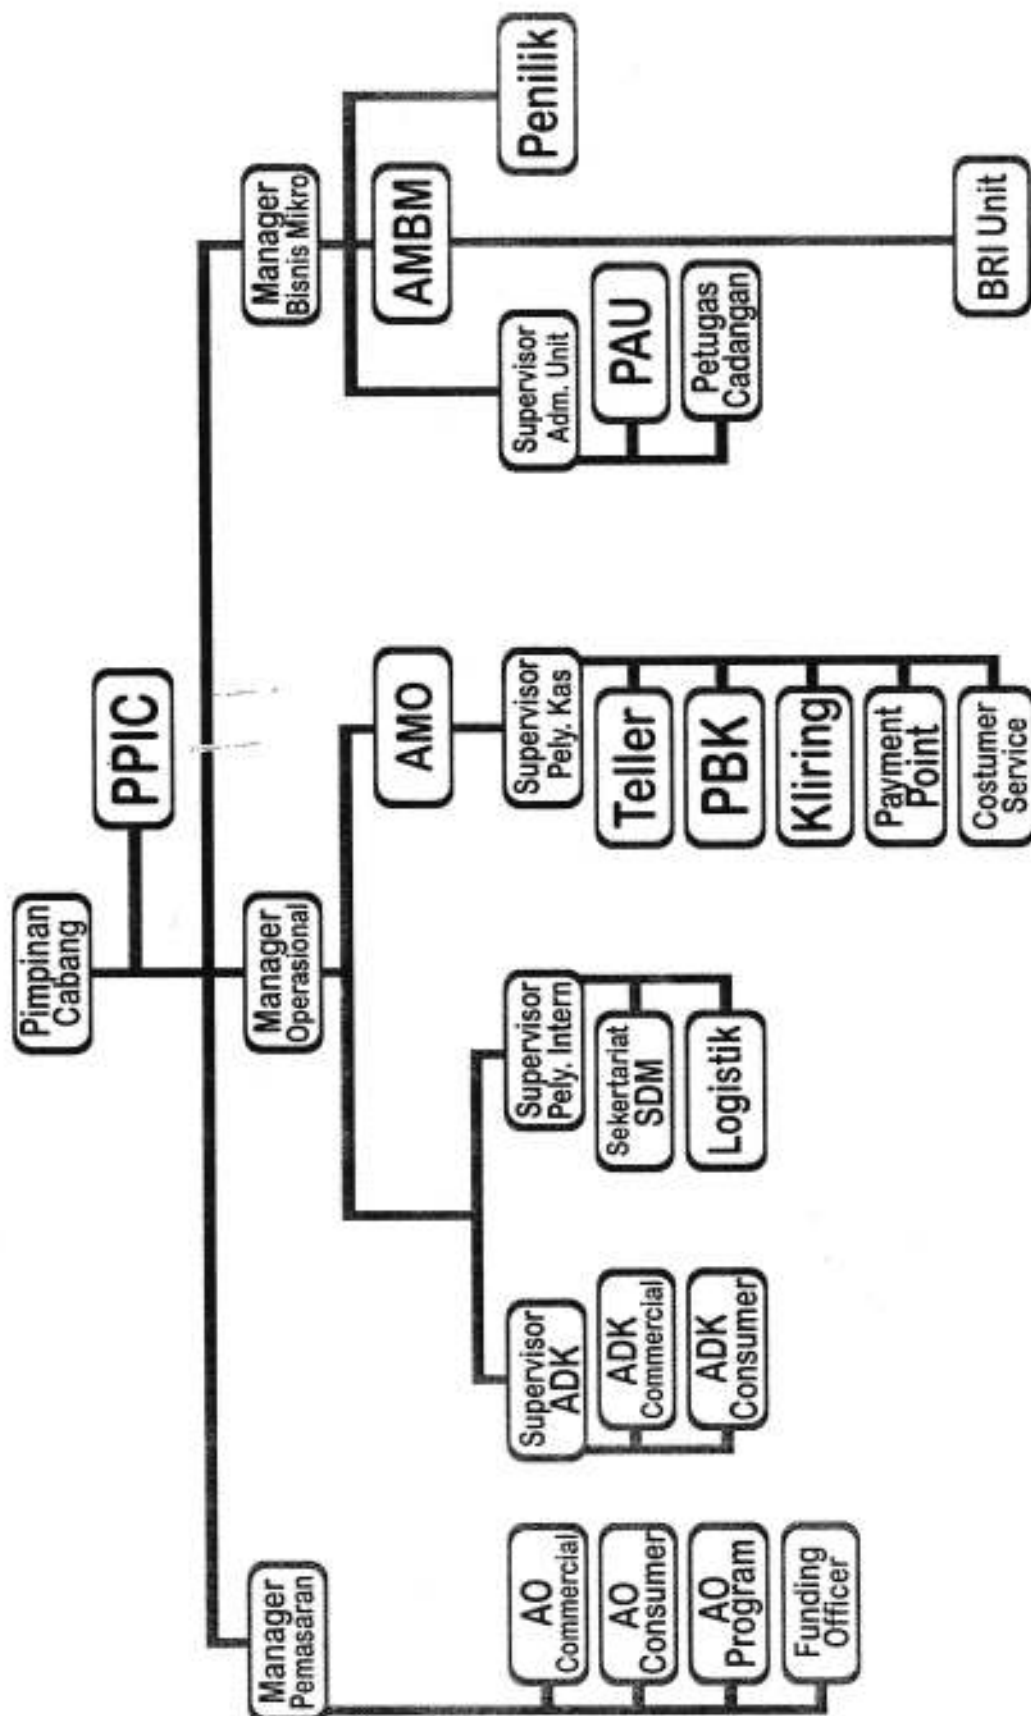 Pimpinan
Cabang
PPIC
Manager
Pemasaran
AO
Commercial
AO
Consumer
AO
Program
Funding
Officer
Manager
Operasional
Supervisor
ADK
ADK
Commercial
ADK
Consumer
Supervisor
Pely. Intern
Sekertariat
SDM
Logistik
AMO
Supervisor
Pely. Kas
Teller
PBK
Kliring
Payment
Point
Costumer
Service
Manager
Bisnis Mikro
AMBM
Supervisor
Adm. Unit
PAU
Petugas
Cadangan
Penilik
BRI Unit